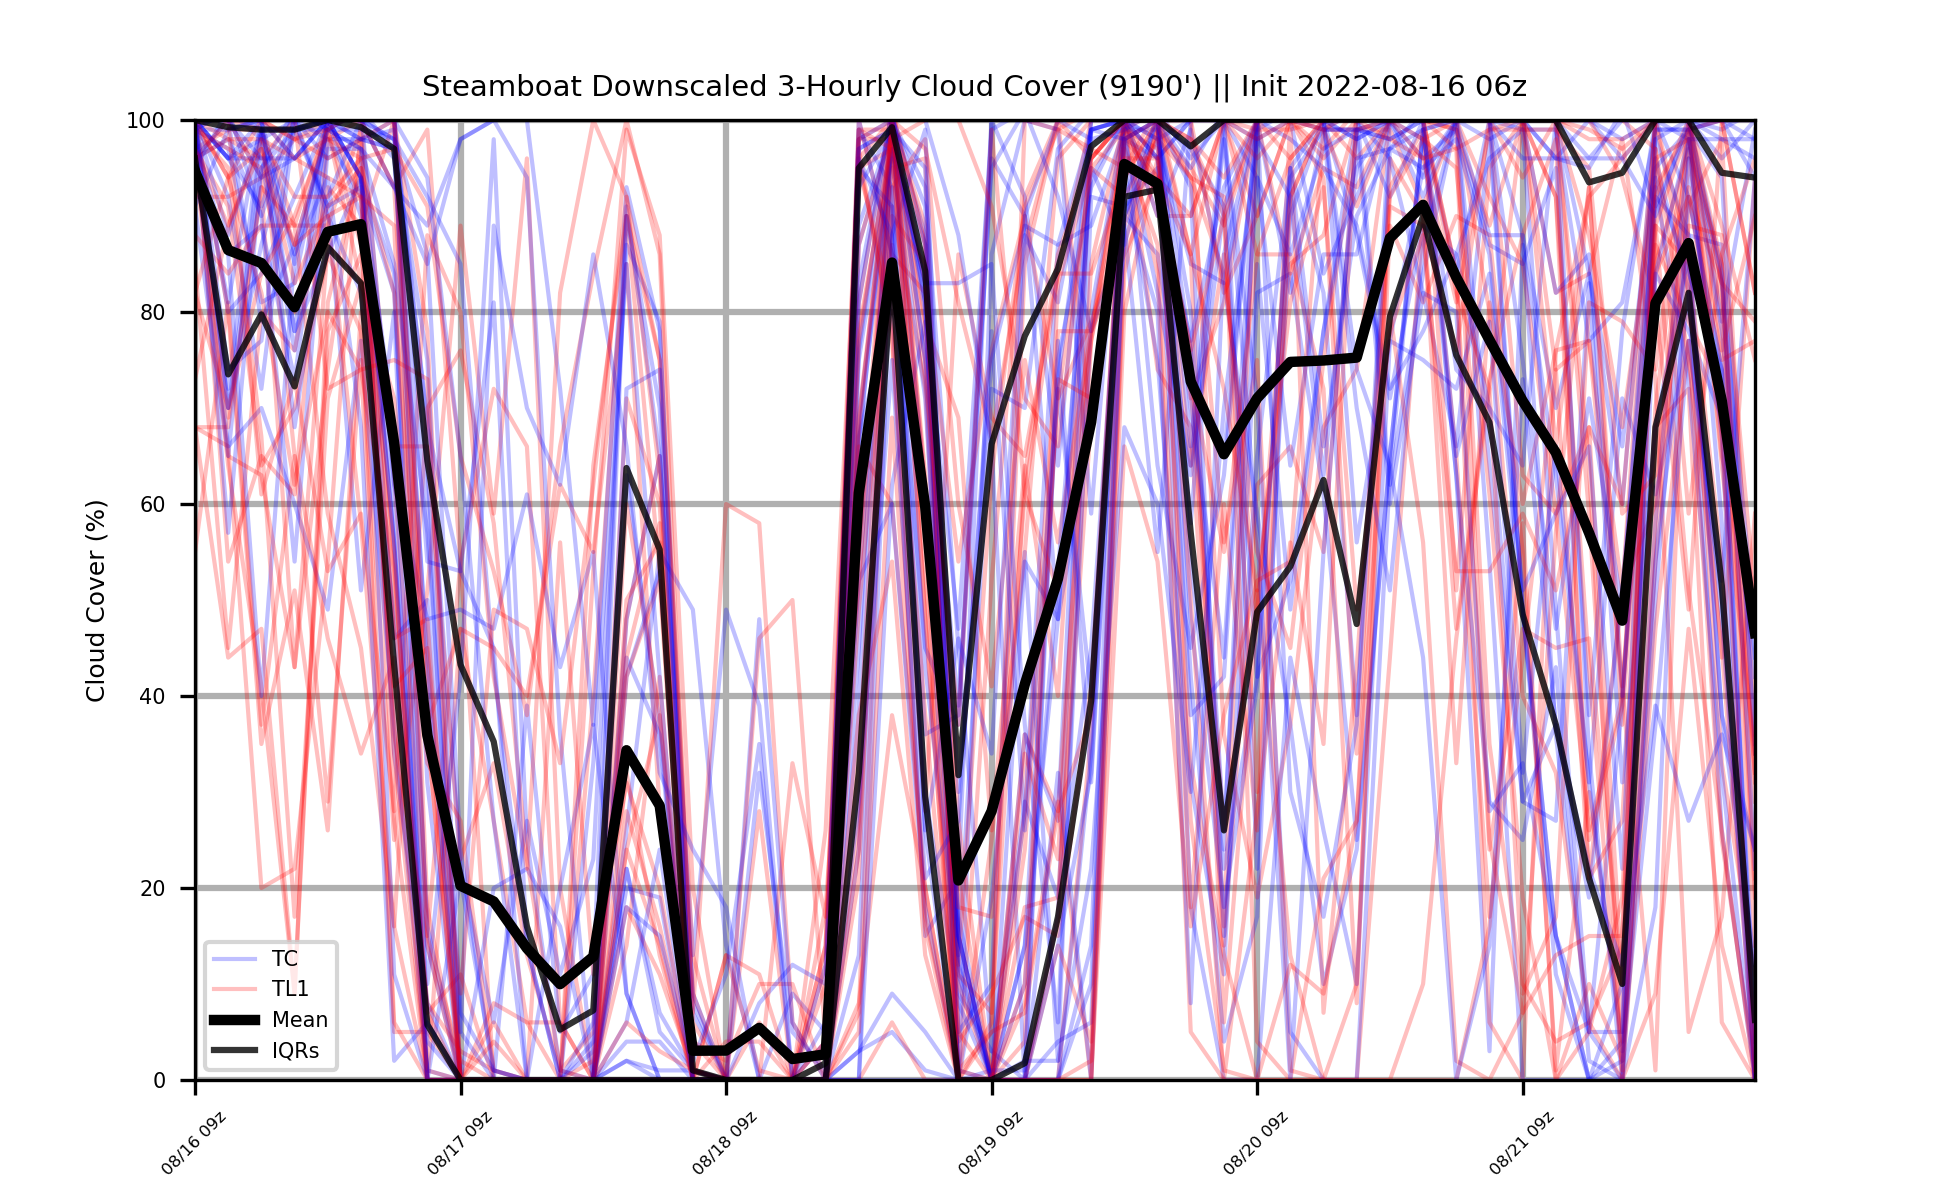 Steamboat Downscaled 3-Hourly Cloud Cover (9190') || Init 2022-08-16 06z
Cloud Cover (%)
100
80
60
40
20
0
TC
TL1
Mean
IQRs
08/16 09z
08/17 09z
08/18 09z
08/19 09z
08/20 09z
08/21 09z